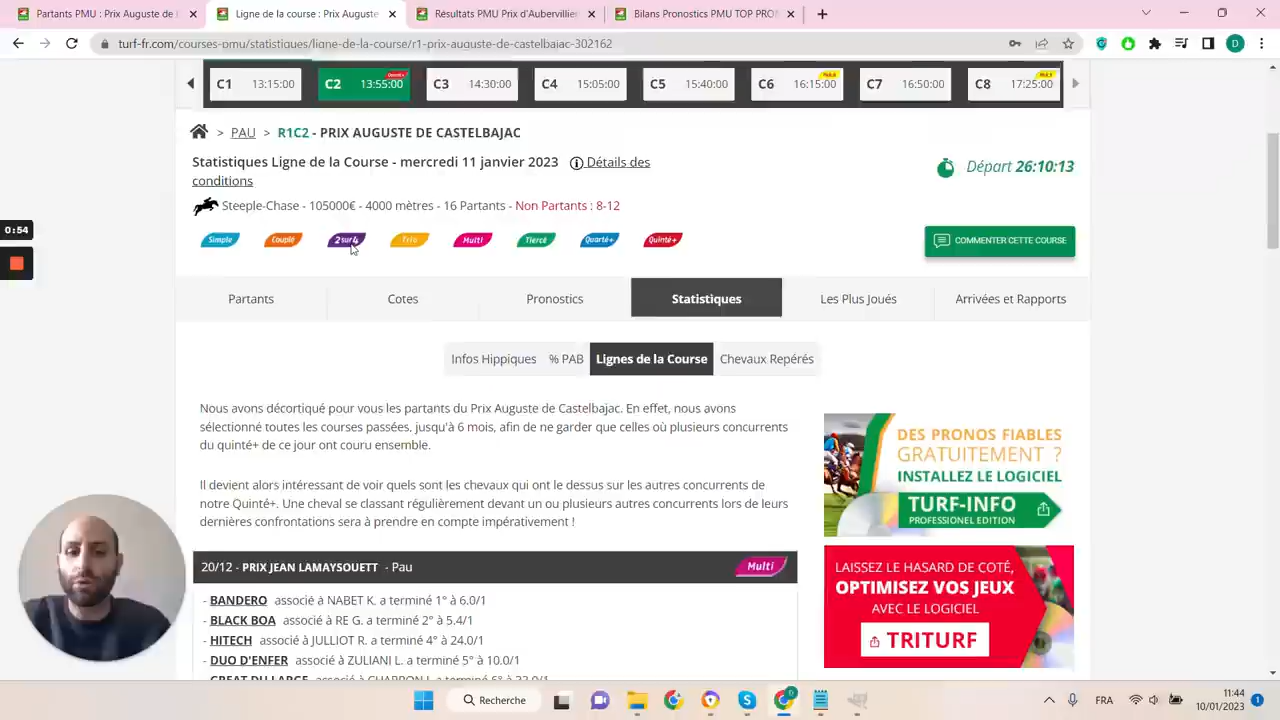 Partants PMU : Prix Auguste
Ligne de la Course : Prix Auguste
Résultats PMU Prix d'Aubervillie
Bilans Pronostics PMU TOP PRO
turf-fr.com/courses-pmu/statistiques/ligne-de-la-course/r1-prix-auguste-de-castelbajac-302162
D
C1 13:15:00 C2 13:55:00 C3 14:30:00 C4 15:05:00 C5 15:40:00 C6 16:15:00 C7 16:50:00 C8 17:25:00
> PAU > R1C2 - PRIX AUGUSTE DE CASTELBAJAC
Statistiques Ligne de la Course - mercredi 11 janvier 2023 Détails des
conditions
Départ 26:10:13
Steeple-Chase - 105000€ - 4000 mètres - 16 Partants - Non Partants : 8-12
0:54
Simple Couplé 2sur4 Trio Multi Tiercé Quarté+ Quinté+
COMMENTER CETTE COURSE
Partants Cotes Pronostics Statistiques Les Plus Joués Arrivées et Rapports
Infos Hippiques % PAB Lignes de la Course Chevaux Repérés
Nous avons décortiqué pour vous les partants du Prix Auguste de Castelbajac. En effet, nous avons
sélectionné toutes les courses passées, jusqu'à 6 mois, afin de ne garder que celles où plusieurs concurrents
du quinté+ de ce jour ont couru ensemble.
Il devient alors intéressant de voir quels sont les chevaux qui ont le dessus sur les autres concurrents de
notre Quinté+. Une cheval se classant régulièrement devant un ou plusieurs autres concurrents lors de leurs
dernières confrontations sera à prendre en compte impérativement !
20/12 - PRIX JEAN LAMAYSOUETT - Pau Multi
- BANDERO associé à NABET K. a terminé 1° à 6.0/1
- BLACK BOA associé à RE G. a terminé 2° à 5.4/1
- HITECH associé à JULLIOT R. a terminé 4° à 24.0/1
- DUO D'ENFER associé à ZULIANI L. a terminé 5° à 10.0/1
DES PRONOS FIABLES
GRATUITEMENT ?
INSTALLEZ LE LOGICIEL
TURF-INFO
PROFESSIONEL EDITION
LAISSEZ LE HASARD DE COTÉ,
OPTIMISEZ VOS JEUX
AVEC LE LOGICIEL
TRITURF
Recherche
FRA
11:44
10/01/2023